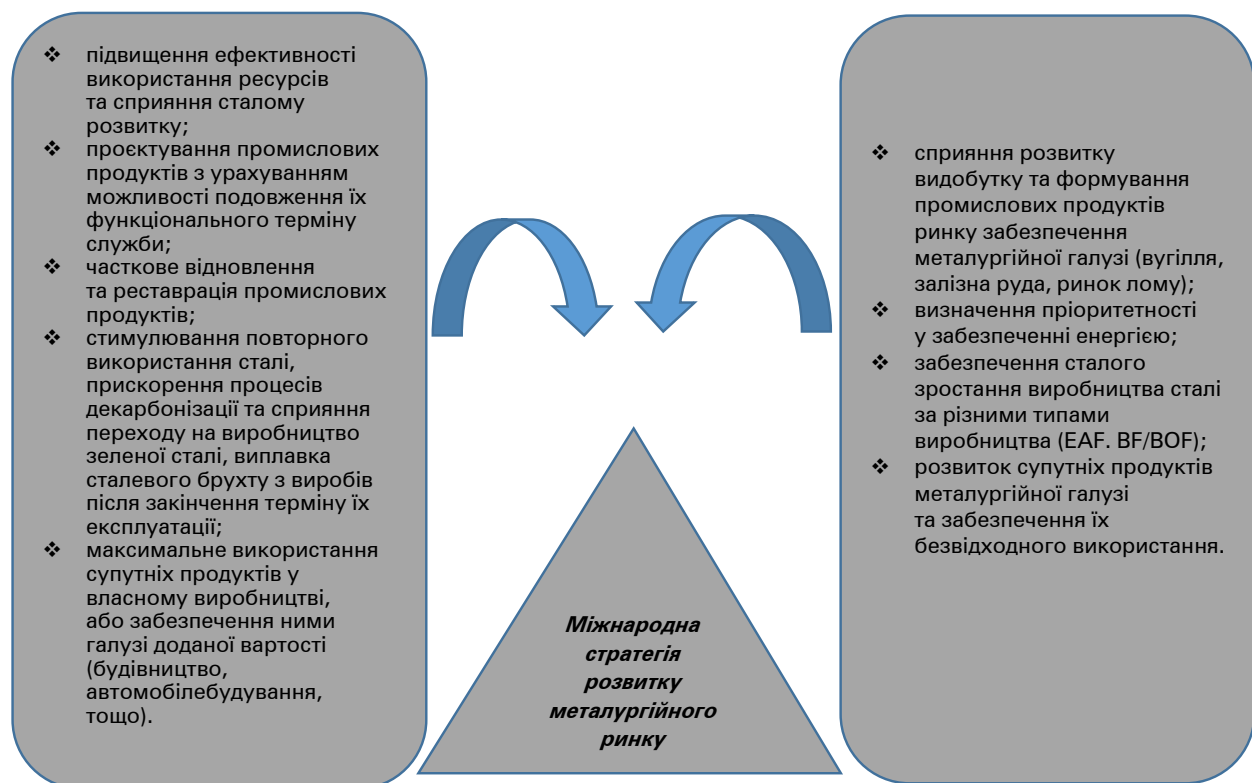 ❖ підвищення ефективності
використання ресурсів
та сприяння сталому
розвитку;
❖ проєктування промислових
продуктів з урахуванням
можливості подовження їх
функціонального терміну
служби;
❖ часткове відновлення
та реставрація промислових
продуктів;
❖ стимулювання повторного
використання сталі,
прискорення процесів
декарбонізації та сприяння
переходу на виробництво
зеленої сталі, виплавка
сталевого брухту з виробів
після закінчення терміну їх
експлуатації;
❖ максимальне використання
супутніх продуктів у
власному виробництві,
або забезпечення ними
галузі доданої вартості
(будівництво,
автомобілебудування,
тощо).
❖ сприяння розвитку
видобутку та формування
промислових продуктів
ринку забезпечення
металургійної галузі (вугілля,
залізна руда, ринок лому);
❖ визначення пріоритетності
у забезпеченні енергією;
❖ забезпечення сталого
зростання виробництва сталі
за різними типами
виробництва (EAF. BF/BOF);
❖ розвиток супутніх продуктів
металургійної галузі
та забезпечення їх
безвідходного використання.
Міжнародна
стратегія
розвитку
металургійного
ринку